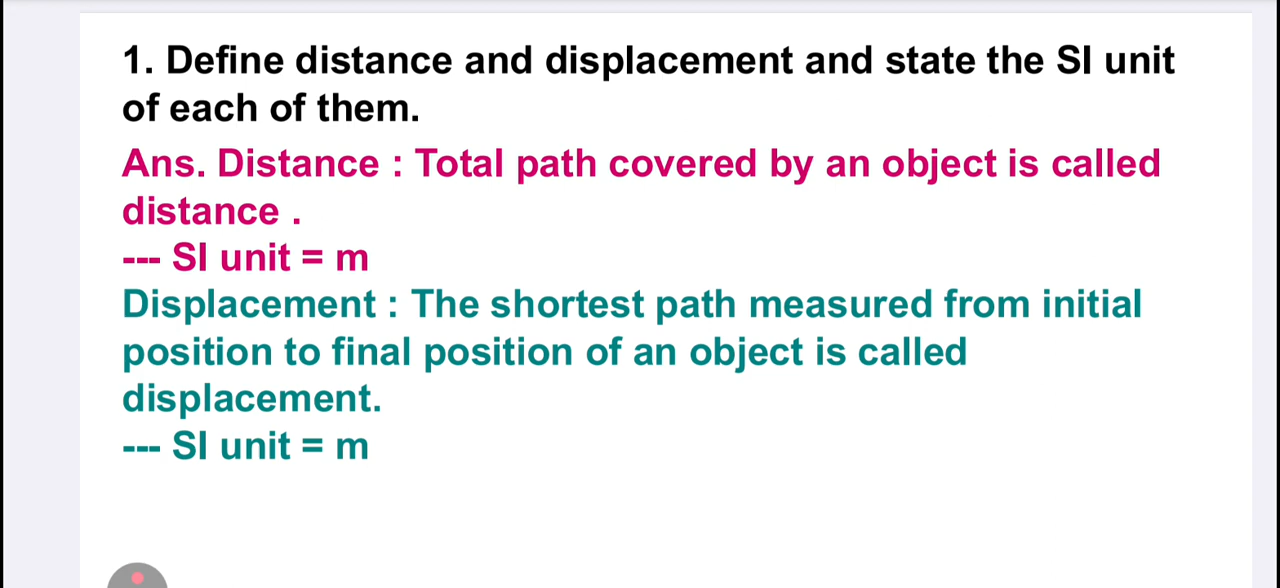 1. Define distance and displacement and state the SI unit
of each of them.
Ans. Distance : Total path covered by an object is called
distance .
--- SI unit = m
Displacement : The shortest path measured from initial
position to final position of an object is called
displacement.
--- SI unit = m